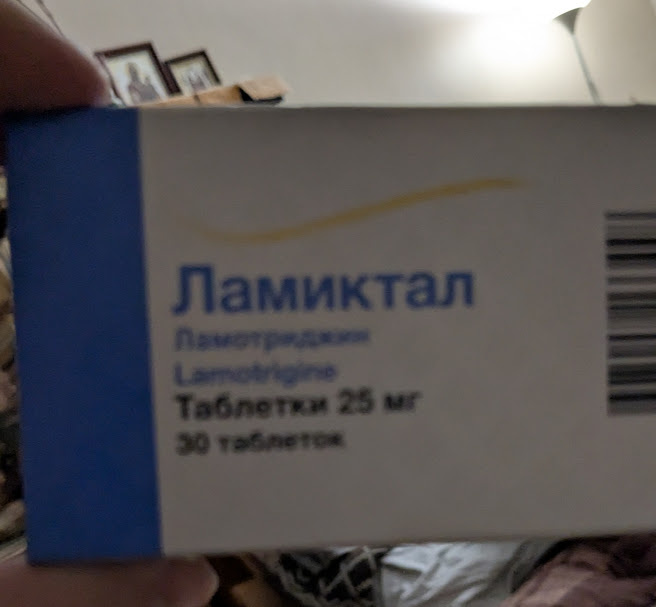 Ламиктал
Ламотриджин
Lamotrigine
Таблетки 25 мг
30 таблеток